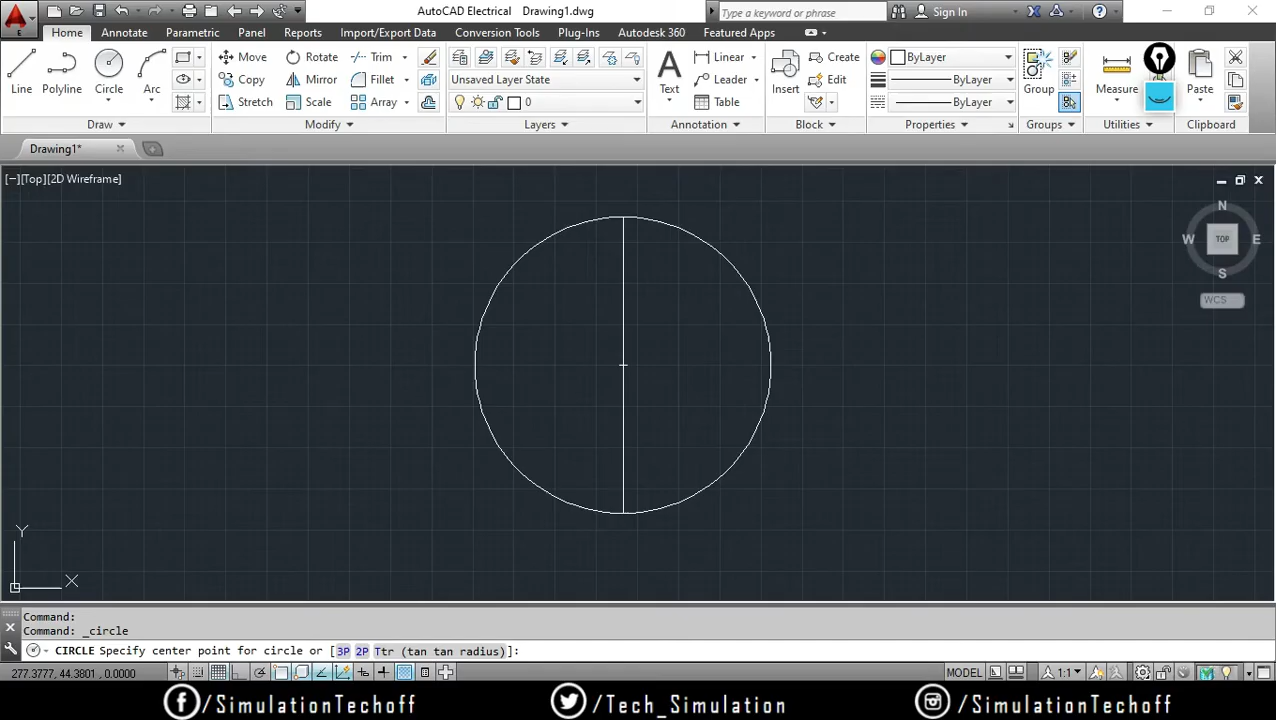 AutoCAD Electrical Drawing1.dwg
Type a keyword or phrase
Sign In
Home Annotate Parametric Panel Reports Import/Export Data Conversion Tools Plug-Ins Autodesk 360 Featured Apps
Line
Polyline
Circle
Arc
Draw
Move Rotate Trim
Copy Mirror Fillet
Stretch Scale Array
Modify
Unsaved Layer State
0
Layers
Text
Linear
Leader
Table
Annotation
Insert
Create
Edit
Block
ByLayer
ByLayer
ByLayer
Properties
Group
Groups
Measure
Utilities
Paste
Clipboard
Drawing1*
[−][Top][2D Wireframe]
N
W TOP E
S
WCS
Y
X
Command:
Command: _circle
CIRCLE Specify center point for circle or [3P 2P Ttr (tan tan radius)]:
277.3777, 44.3801, 0.0000
MODEL
1:1
/SimulationTechoff
/Tech_Simulation
/SimulationTechoff